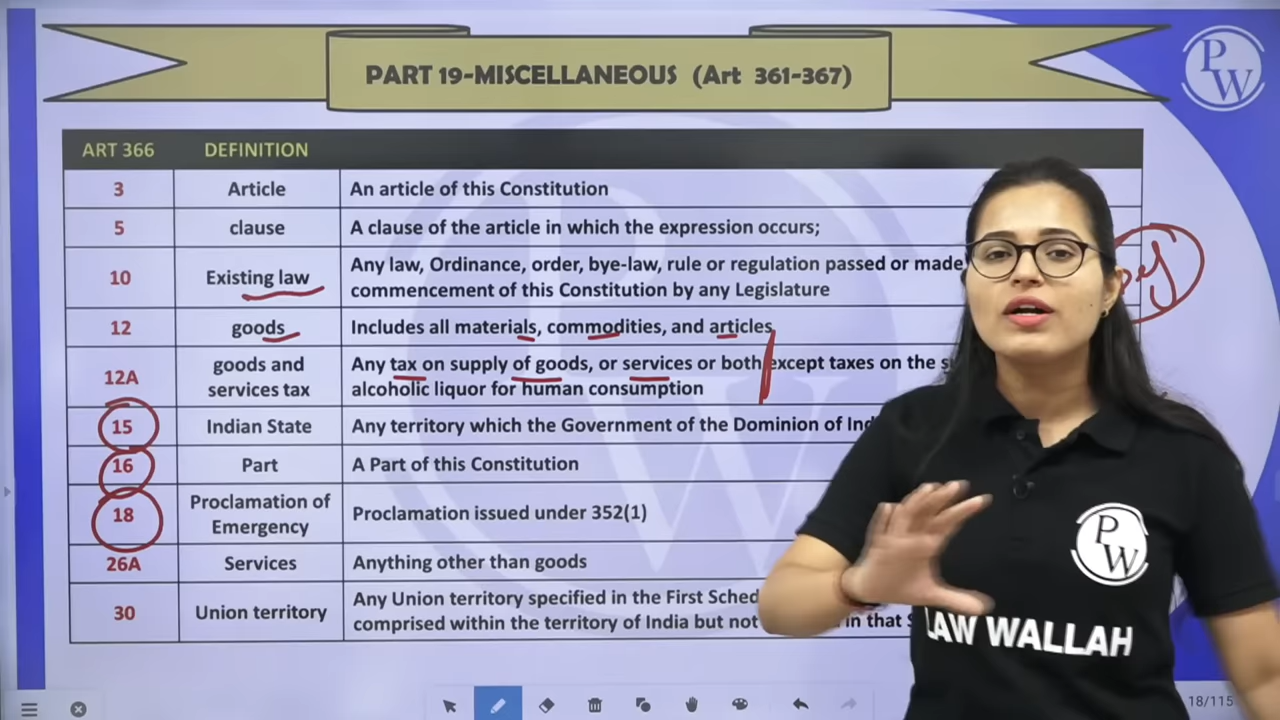 PART 19-MISCELLANEOUS (Art 361-367)
PW
ART 366 DEFINITION
3 Article An article of this Constitution
5 clause A clause of the article in which the expression occurs;
10 Existing law Any law, Ordinance, order, bye-law, rule or regulation passed or made
commencement of this Constitution by any Legislature
12 goods Includes all materials, commodities, and articles
12A goods and services tax Any tax on supply of goods, or services or both except taxes on the
alcoholic liquor for human consumption
15 Indian State Any territory which the Government of the Dominion of
16 Part A Part of this Constitution
18 Proclamation of Emergency Proclamation issued under 352(1)
26A Services Anything other than goods
30 Union territory Any Union territory specified in the First
comprised within the territory of India but not in that
PW
LAW WALLAH
18/115